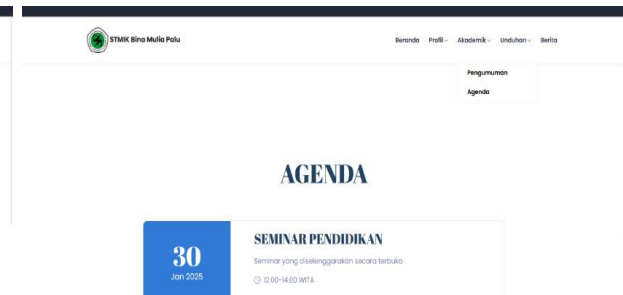 STMIK Bina Mulia Palu
Beranda Profil Akademik Unduhan Berita
Pengumuman
Agenda
AGENDA
30
Jan 2025
SEMINAR PENDIDIKAN
Seminar yang diselenggarakan secara terbuka
12.00-14.00 WITA